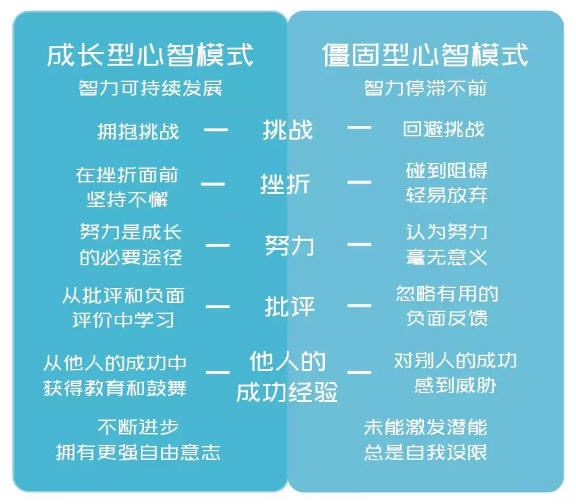 成长型心智模式
智力可持续发展
僵固型心智模式
智力停滞不前
拥抱挑战 — 挑战 — 回避挑战
在挫折面前
坚持不懈
— 挫折 —
碰到阻碍
轻易放弃
努力是成长
的必要途径
— 努力 —
认为努力
毫无意义
从批评和负面
评价中学习
— 批评 —
忽略有用的
负面反馈
从他人的成功中
获得教育和鼓舞
— 他人的
成功经验 —
对别人的成功
感到威胁
不断进步
拥有更强自由意志
未能激发潜能
总是自我设限